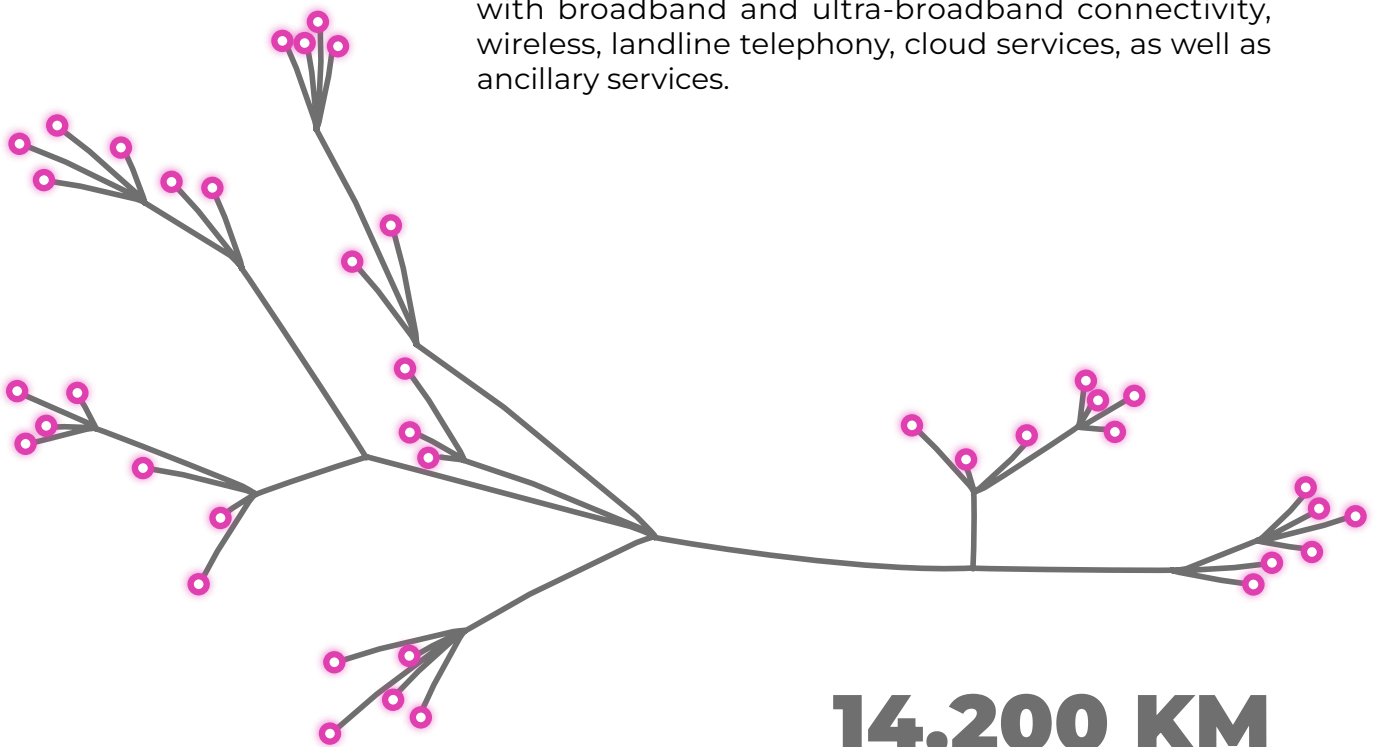 with broadband and ultra-broadband connectivity,
wireless, landline telephony, cloud services, as well as
ancillary services.
14.200 KM